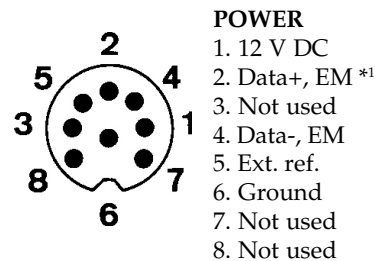 2
5
4
3
1
8
7
6
POWER
1. 12 V DC
2. Data+, EM *1
3. Not used
4. Data-, EM
5. Ext. ref.
6. Ground
7. Not used
8. Not used